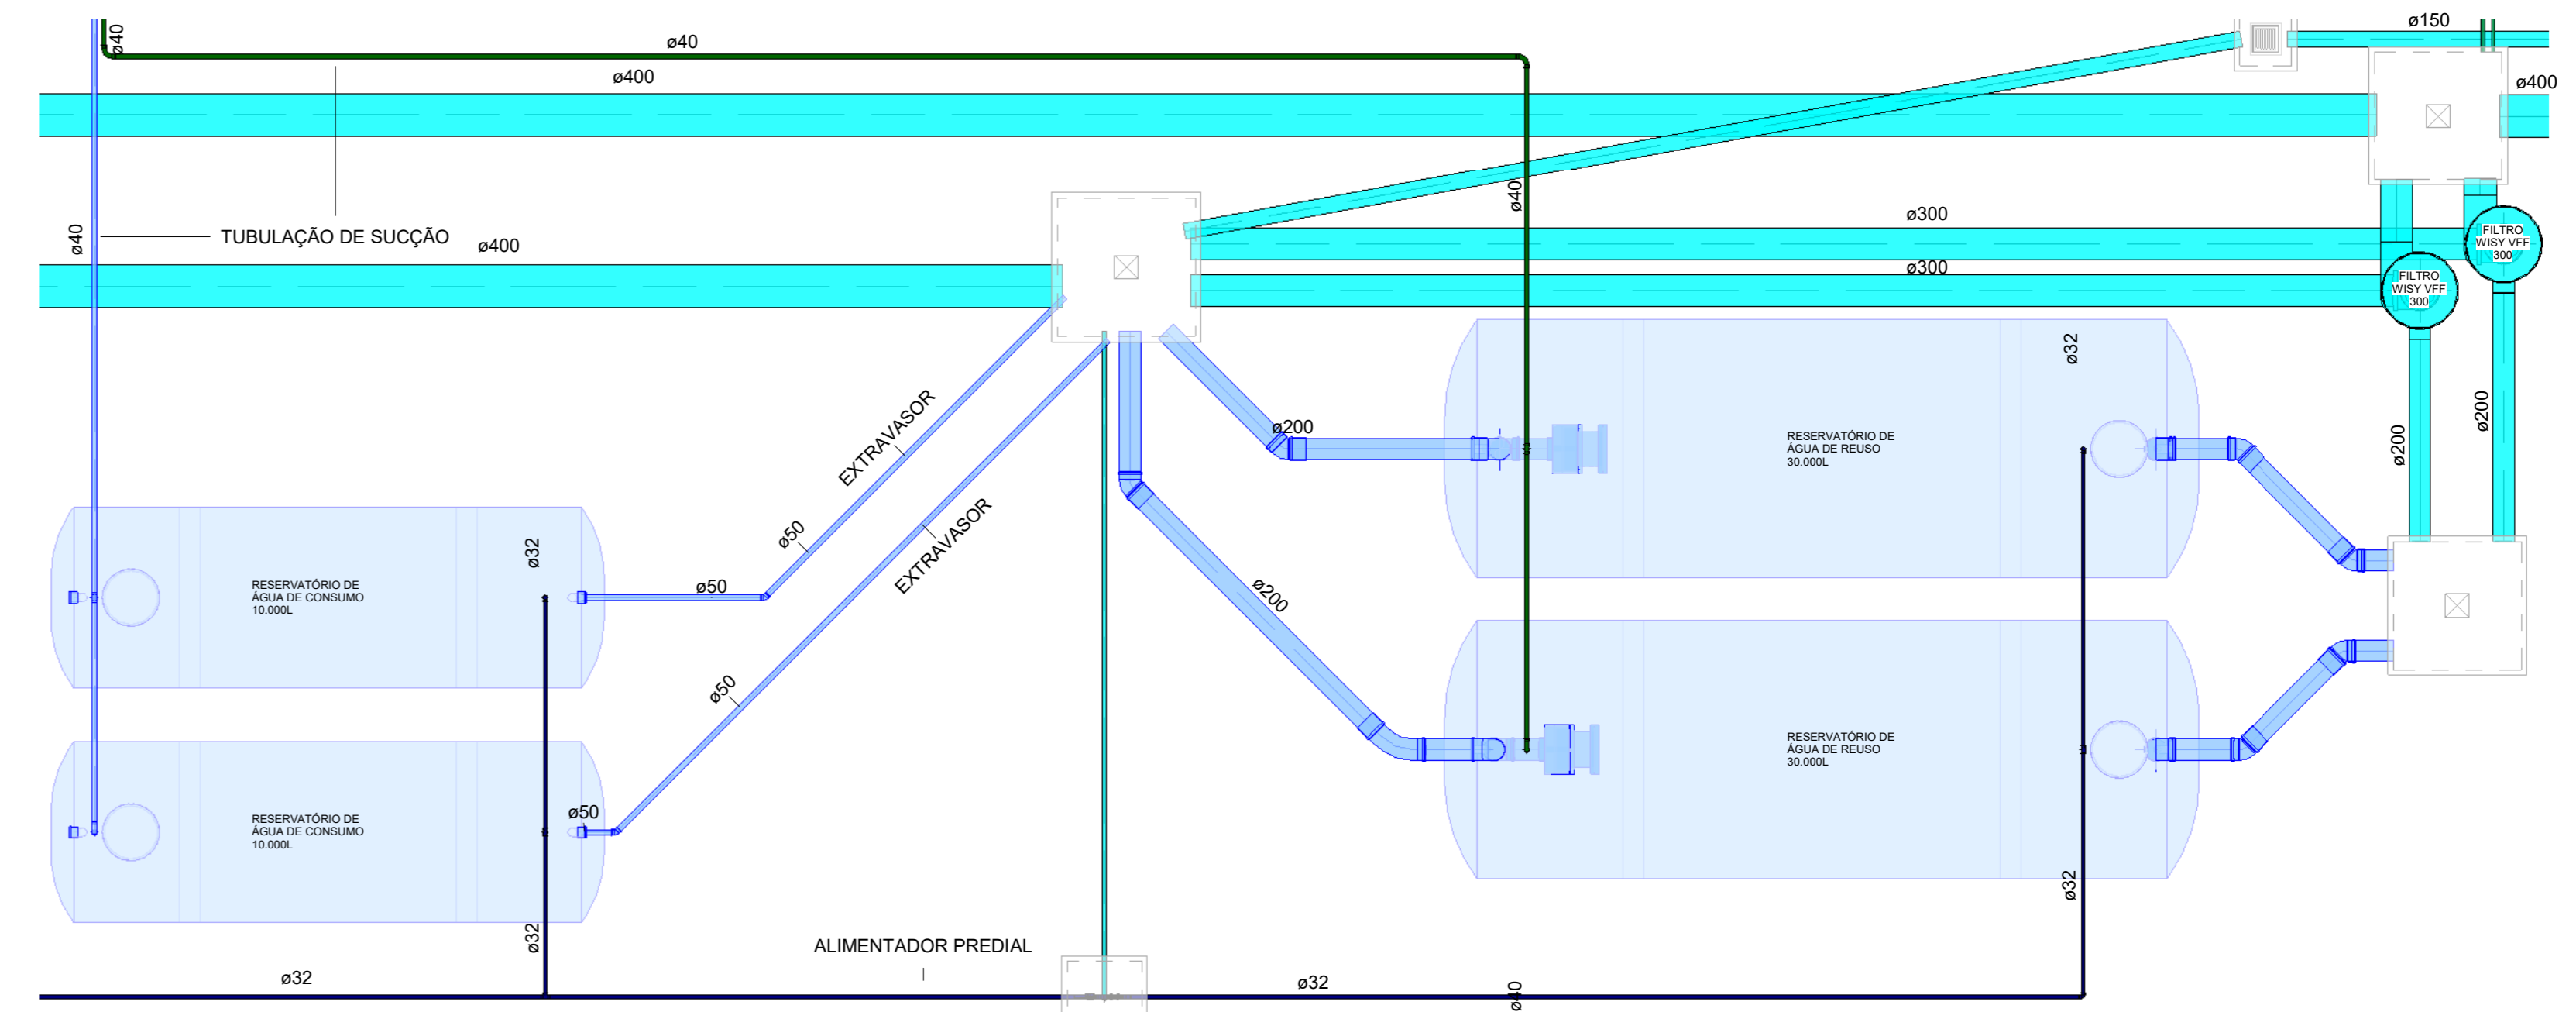 ø40
ø40
ø150
ø400
ø400
ø40
ø40
TUBULAÇÃO DE SUCÇÃO
ø400
ø300
ø300
FILTRO
WISY VFF
300
FILTRO
WISY VFF
300
ø32
EXTRAVASOR
ø200
ø200
ø200
RESERVATÓRIO DE
ÁGUA DE REUSO
30.000L
EXTRAVASOR
ø50
ø32
ø50
RESERVATÓRIO DE
ÁGUA DE CONSUMO
10.000L
ø200
ø50
RESERVATÓRIO DE
ÁGUA DE REUSO
30.000L
ø50
RESERVATÓRIO DE
ÁGUA DE CONSUMO
10.000L
ø32
ø32
ALIMENTADOR PREDIAL
ø32
ø32
ø40